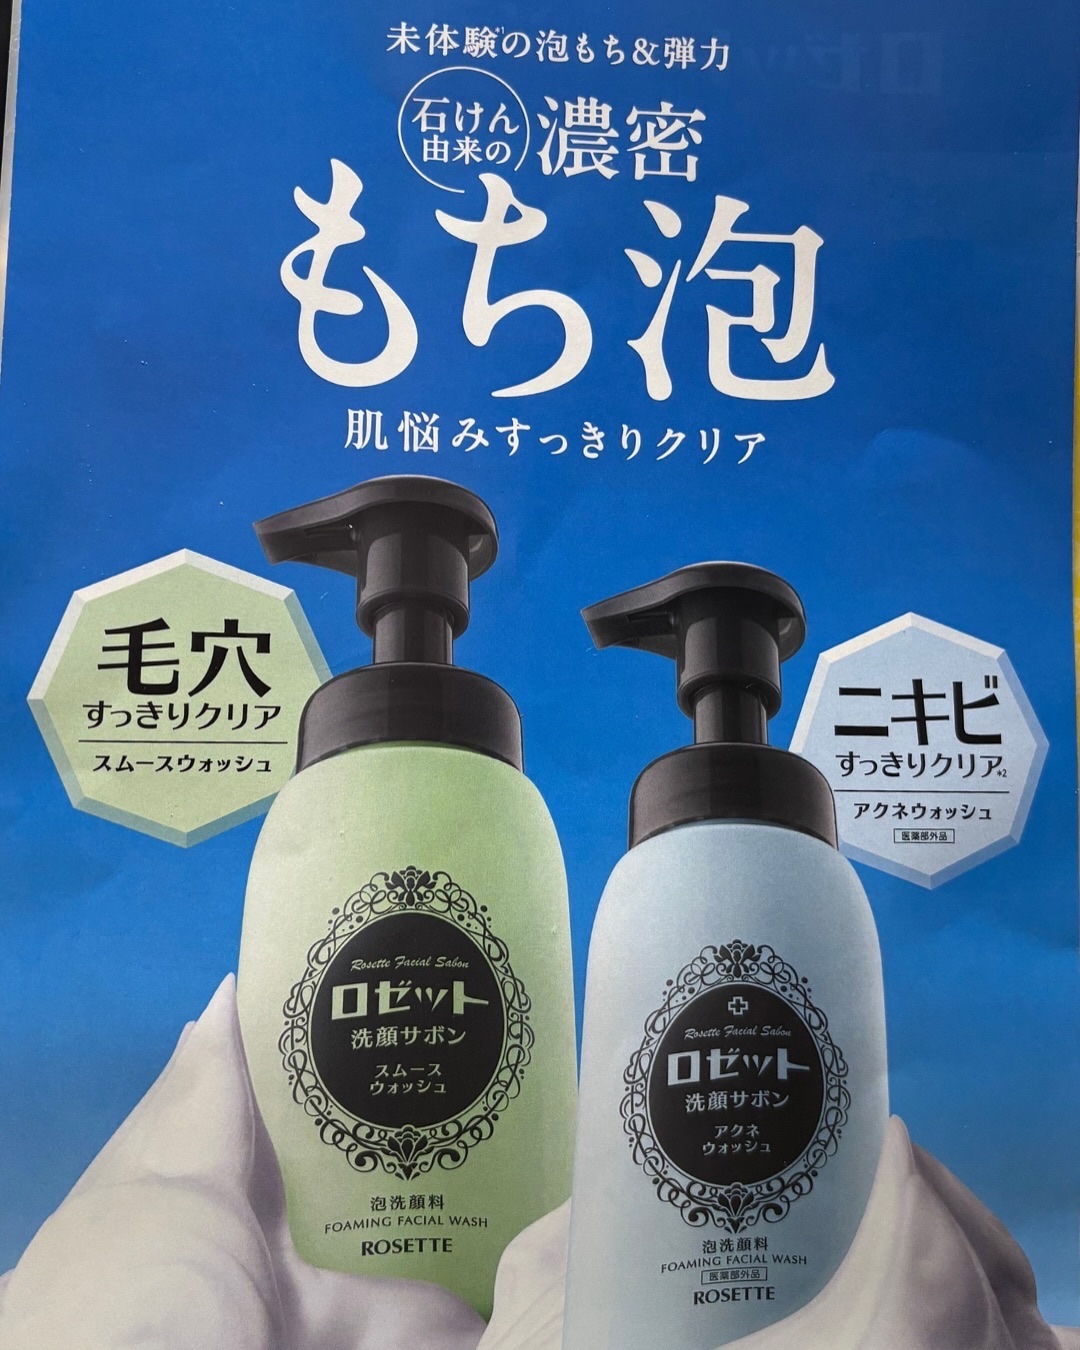 未体験*¹の泡もち&弾力
石けん
由来の
濃密
もち泡
肌悩みすっきりクリア
毛穴
すっきりクリア
スムースウォッシュ
ニキビ
すっきりクリア*2
アクネウォッシュ
医薬部外品
Rosette Facial Sabon
ロゼット
洗顔サボン
スムース
ウォッシュ
泡洗顔料
FOAMING FACIAL WASH
ROSETTE
Rosette Facial Sabon
ロゼット
洗顔サボン
アクネ
ウォッシュ
泡洗顔料
FOAMING FACIAL WASH
医薬部外品
ROSETTE